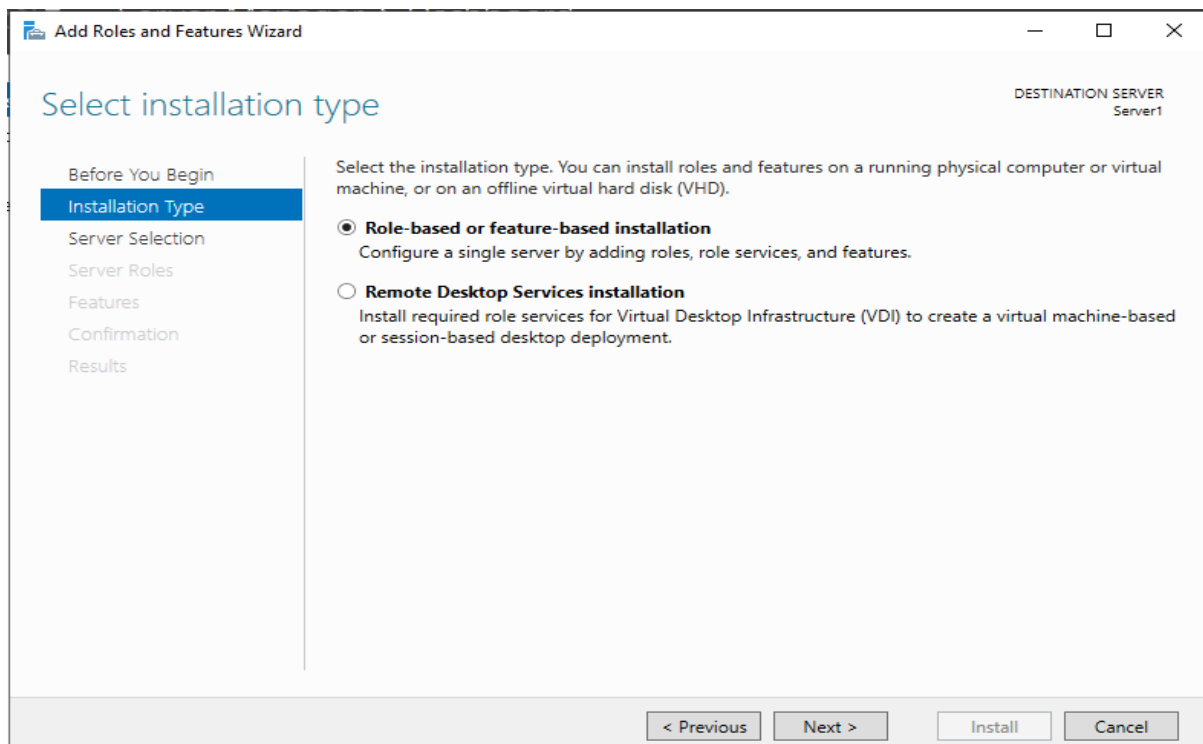 Add Roles and Features Wizard
Select installation type
DESTINATION SERVER
Server1
Before You Begin
Installation Type
Server Selection
Server Roles
Features
Confirmation
Results
Select the installation type. You can install roles and features on a running physical computer or virtual
machine, or on an offline virtual hard disk (VHD).
Role-based or feature-based installation
Configure a single server by adding roles, role services, and features.
Remote Desktop Services installation
Install required role services for Virtual Desktop Infrastructure (VDI) to create a virtual machine-based
or session-based desktop deployment.
< Previous
Next >
Install
Cancel